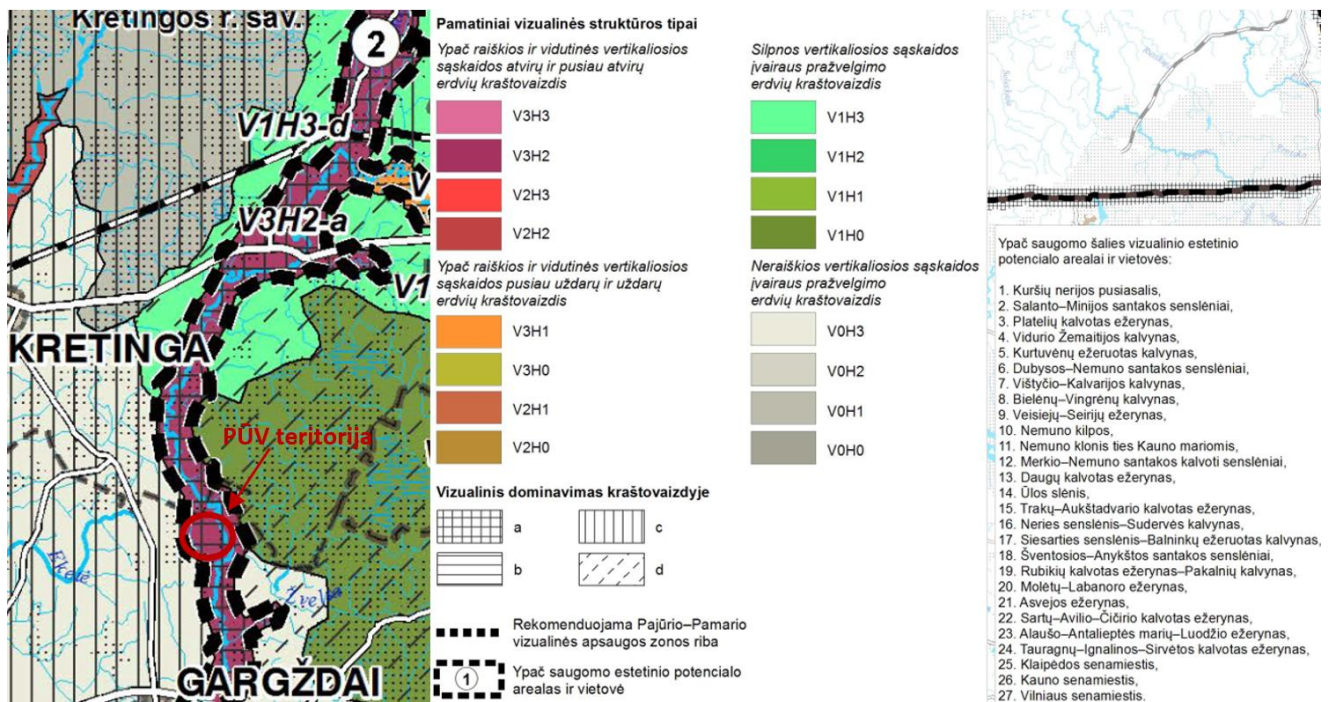 Kretingos r. sav.
2
V1H3-d
V3H2-a
V1
KRETINGA
PŪV teritorija
GARGŽDAI
Pamatiniai vizualinės struktūros tipai
Ypač raiškios ir vidutinės vertikaliosios
sąskaidos atvirų ir pusiau atvirų
erdvių kraštovaizdis
V3H3
V3H2
V2H3
V2H2
Ypač raiškios ir vidutinės vertikaliosios
sąskaidos pusiau uždarų ir uždarų
erdvių kraštovaizdis
V3H1
V3H0
V2H1
V2H0
Vizualinis dominavimas kraštovaizdyje
a
c
b
d
Rekomenduojama Pajūrio–Pamario
vizualinės apsaugos zonos riba
1
Ypač saugomo estetinio potencialo
arealas ir vietovė
Silpnos vertikaliosios sąskaidos
įvairaus pražvelgimo
erdvių kraštovaizdis
V1H3
V1H2
V1H1
V1H0
Neraiškios vertikaliosios sąskaidos
įvairaus pražvelgimo
erdvių kraštovaizdis
V0H3
V0H2
V0H1
V0H0
Ypač saugomo šalies vizualinio estetinio
potencialo arealai ir vietovės:
1. Kuršių nerijos pusiasalis,
2. Salanto–Minijos santakos senslėniai,
3. Platelių kalvotas ežerynas,
4. Vidurio Žemaitijos kalvynas,
5. Kurtuvėnų ežeruotas kalvynas,
6. Dubysos–Nemuno santakos senslėniai,
7. Vištyčio–Kalvarijos kalvynas,
8. Bielėnų–Vingrėnų kalvynas,
9. Veisiejų–Seirijų ežerynas,
10. Nemuno kilpos,
11. Nemuno klonis ties Kauno mariomis,
12. Merkio–Nemuno santakos kalvoti senslėniai,
13. Daugų kalvotas ežerynas,
14. Ūlos slėnis,
15. Trakų–Aukštadvario kalvotas ežerynas,
16. Neries senslėnis–Sudervės kalvynas,
17. Siesarties senslėnis–Balninkų ežeruotas kalvynas,
18. Šventosios–Anykštos santakos senslėniai,
19. Rubikių kalvotas ežerynas–Pakalnių kalvynas,
20. Molėtų–Labanoro ežerynas,
21. Asvejos ežerynas,
22. Sartų–Avilio–Čičirio kalvotas ežerynas,
23. Alaušo–Antalieptės marių–Luodžio ežerynas,
24. Tauragnų–Ignalinos–Sirvėtos kalvotas ežerynas,
25. Klaipėdos senamiestis,
26. Kauno senamiestis,
27. Vilniaus senamiestis.